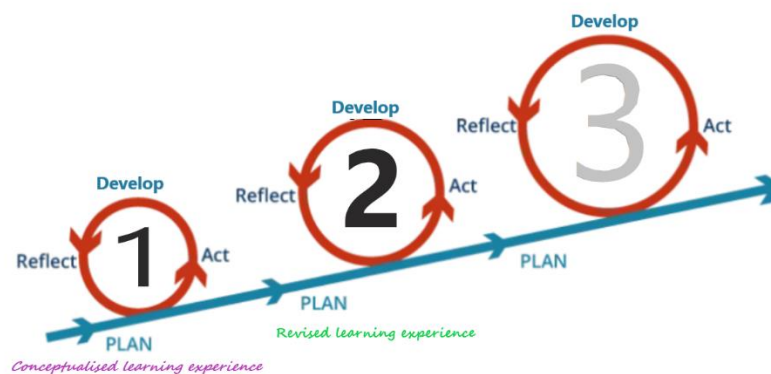 Develop
Reflect
1
Act
PLAN
Conceptualised learning experience
Develop
Reflect
2
Act
PLAN
Revised learning experience
Develop
Reflect
3
Act
PLAN